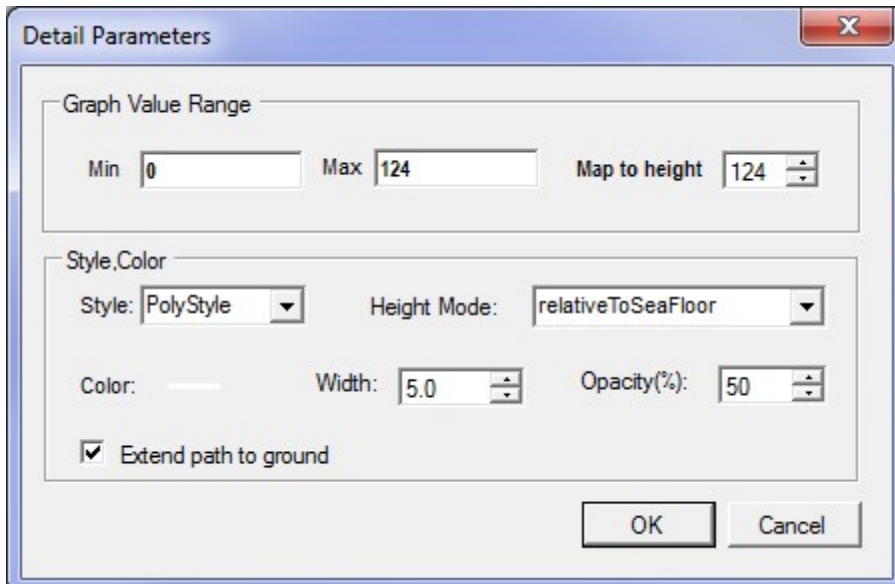 Detail Parameters
Graph Value Range
Min 0 Max 124 Map to height 124
Style,Color
Style: PolyStyle Height Mode: relativeToSeaFloor
Color: Width: 5.0 Opacity(%): 50
Extend path to ground
OK Cancel